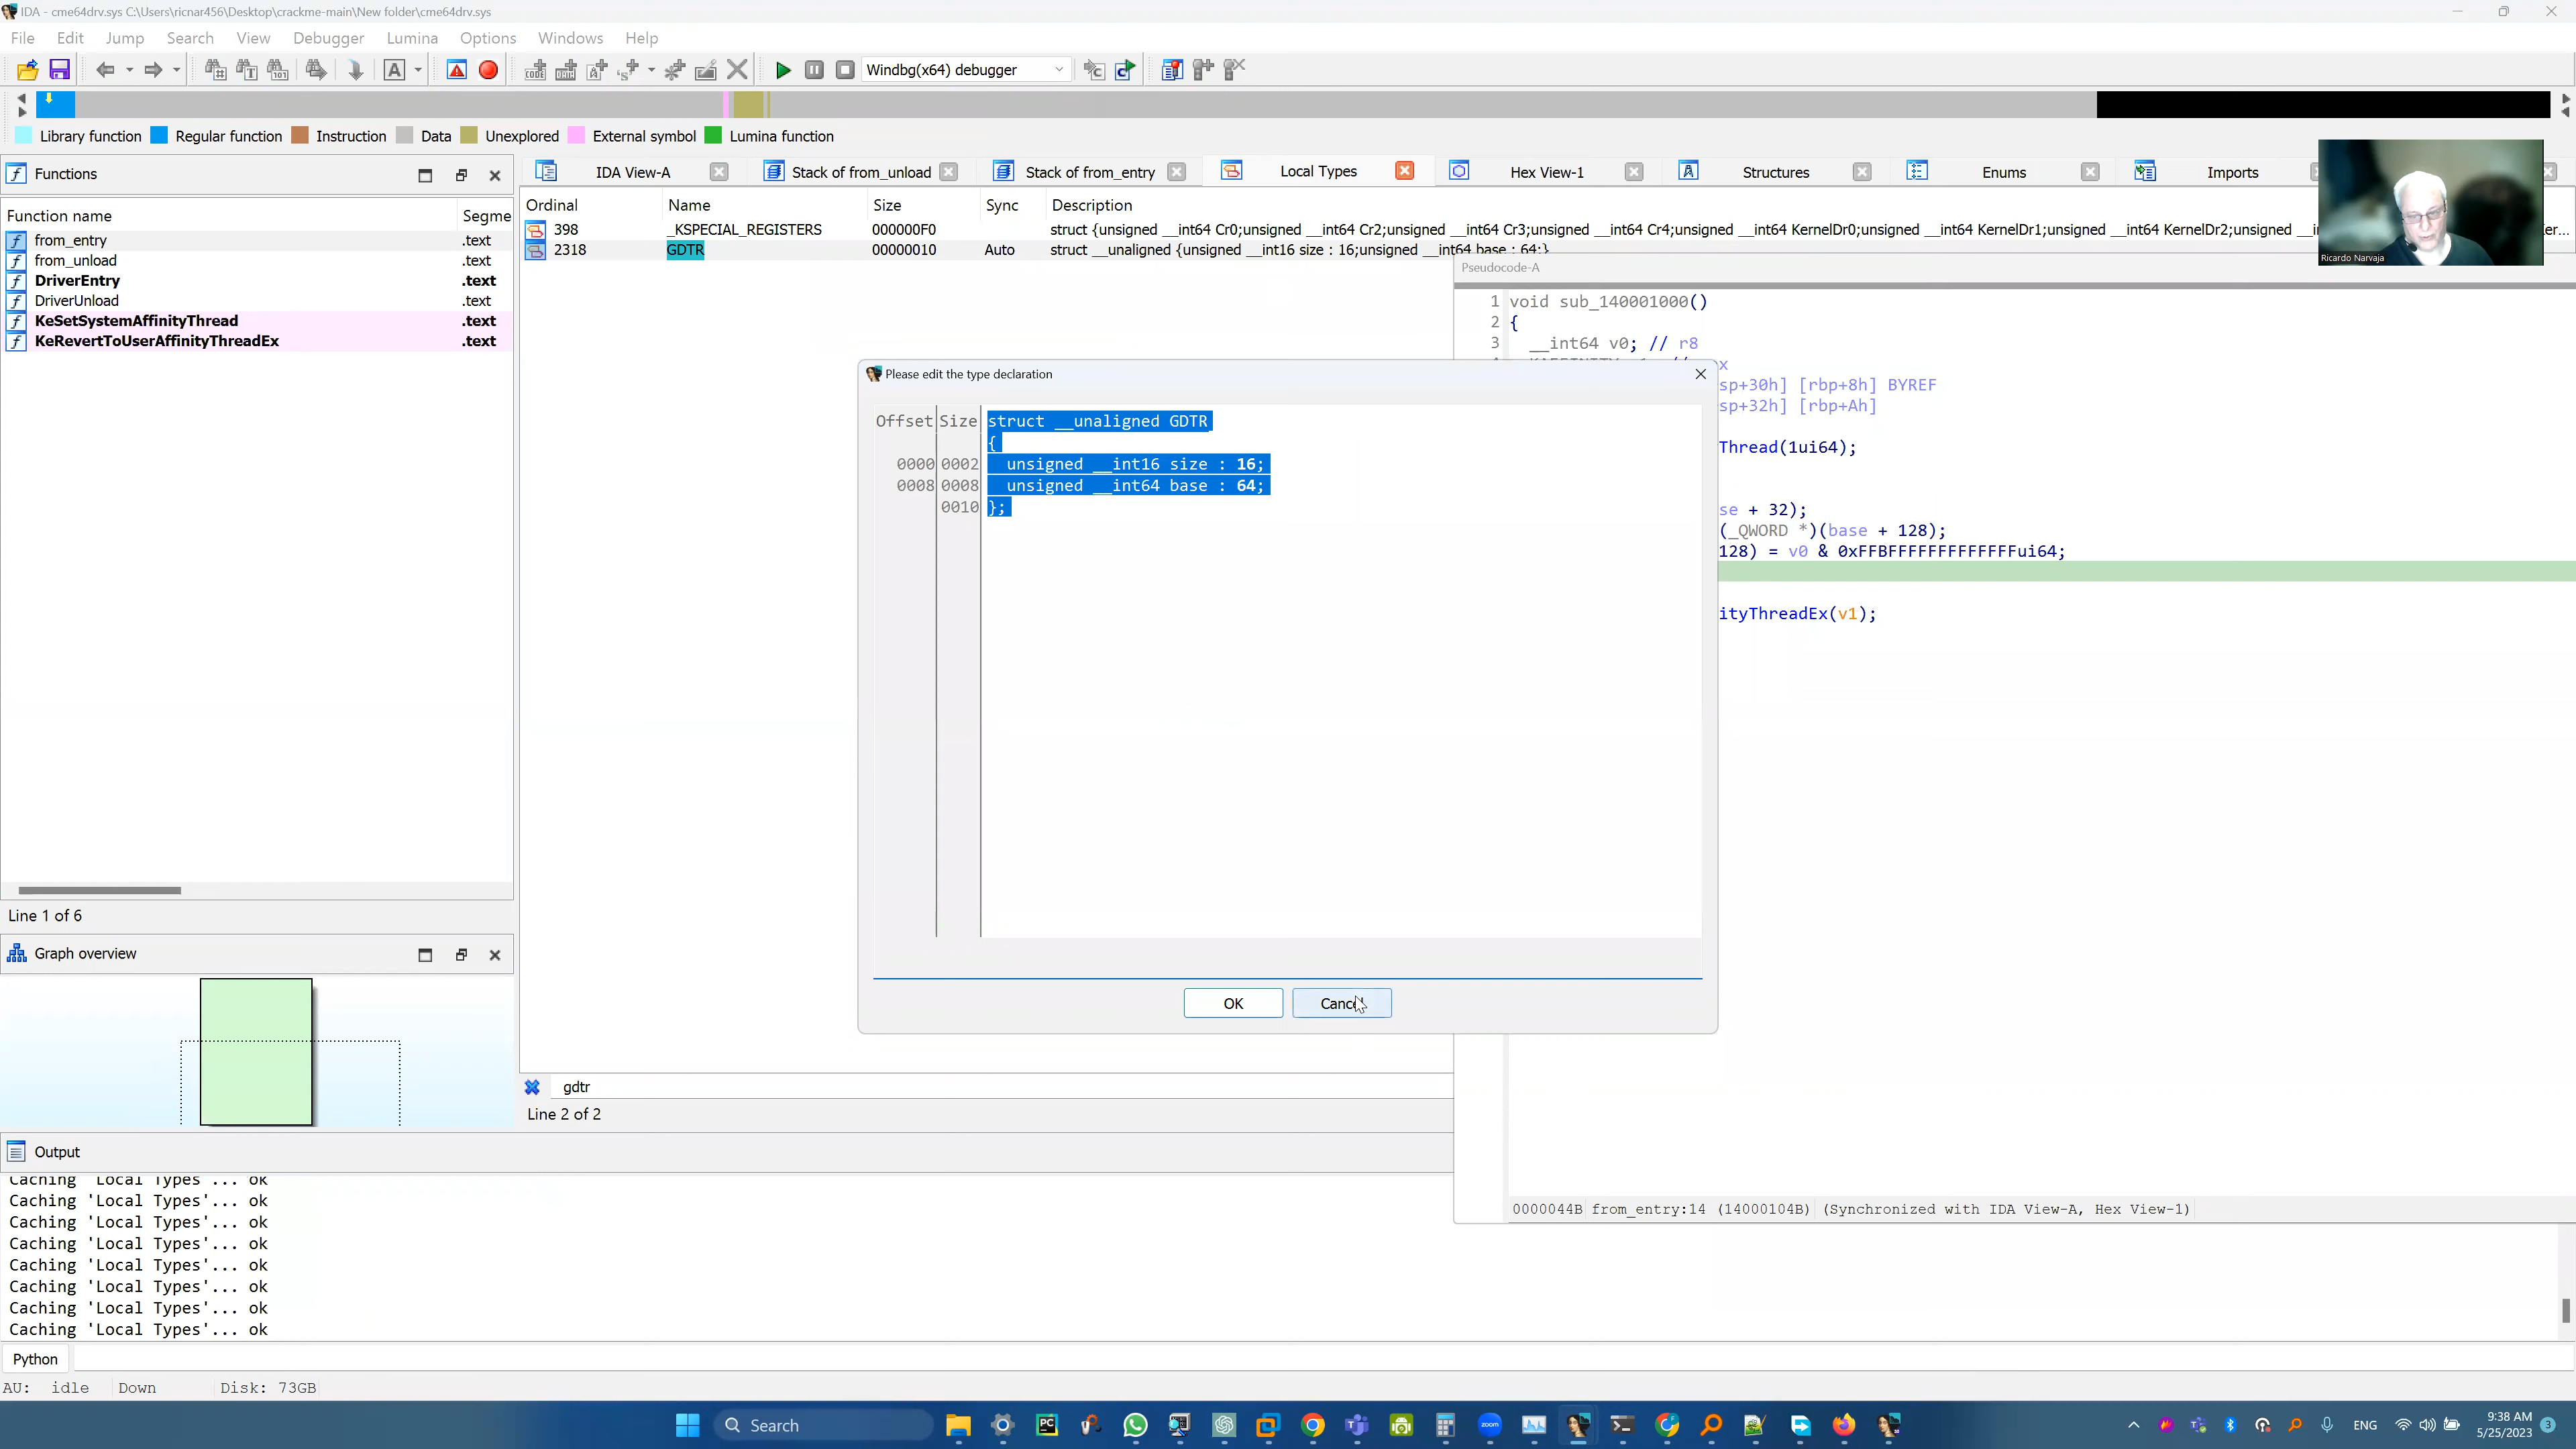 IDA - cme64drv.sys C:\Users\ricnar456\Desktop\crackme-main\New folder\cme64drv.sys
File Edit Jump Search View Debugger Lumina Options Windows Help
Windbg(x64) debugger
Library function Regular function Instruction Data Unexplored External symbol Lumina function
Functions
IDA View-A Stack of from_unload Stack of from_entry Local Types Hex View-1 Structures Enums Imports
Function name Segme
from_entry .text
from_unload .text
DriverEntry .text
DriverUnload .text
KeSetSystemAffinityThread .text
KeRevertToUserAffinityThreadEx .text
Line 1 of 6
Graph overview
Ordinal Name Size Sync Description
398 _KSPECIAL_REGISTERS 000000F0 struct {unsigned __int64 Cr0;unsigned __int64 Cr2;unsigned __int64 Cr3;unsigned __int64 Cr4;unsigned __int64 KernelDr0;unsigned __int64 KernelDr1;unsigned __int64 KernelDr2;unsigned
2318 GDTR 00000010 Auto struct __unaligned {unsigned __int16 size : 16;unsigned __int64 base : 64;}
Ricardo Narvaja
Pseudocode-A
1 void sub_140001000()
2 {
3 __int64 v0; // r8
sp+30h] [rbp+8h] BYREF
sp+32h] [rbp+Ah]
Thread(1ui64);
se + 32);
(_QWORD *)(base + 128);
128) = v0 & 0xFFBFFFFFFFFFFFFFui64;
ityThreadEx(v1);
Please edit the type declaration
Offset Size struct __unaligned GDTR
{
0000 0002 unsigned __int16 size : 16;
0008 0008 unsigned __int64 base : 64;
0010 };
OK Cancel
gdtr
Line 2 of 2
0000044B from_entry:14 (14000104B) (Synchronized with IDA View-A, Hex View-1)
Output
Caching 'Local Types'... ok
Caching 'Local Types'... ok
Caching 'Local Types'... ok
Caching 'Local Types'... ok
Caching 'Local Types'... ok
Caching 'Local Types'... ok
Caching 'Local Types'... ok
Caching 'Local Types'... ok
Python
AU: idle Down Disk: 73GB
Search
PC
zoom
ENG
9:38 AM
5/25/2023
3